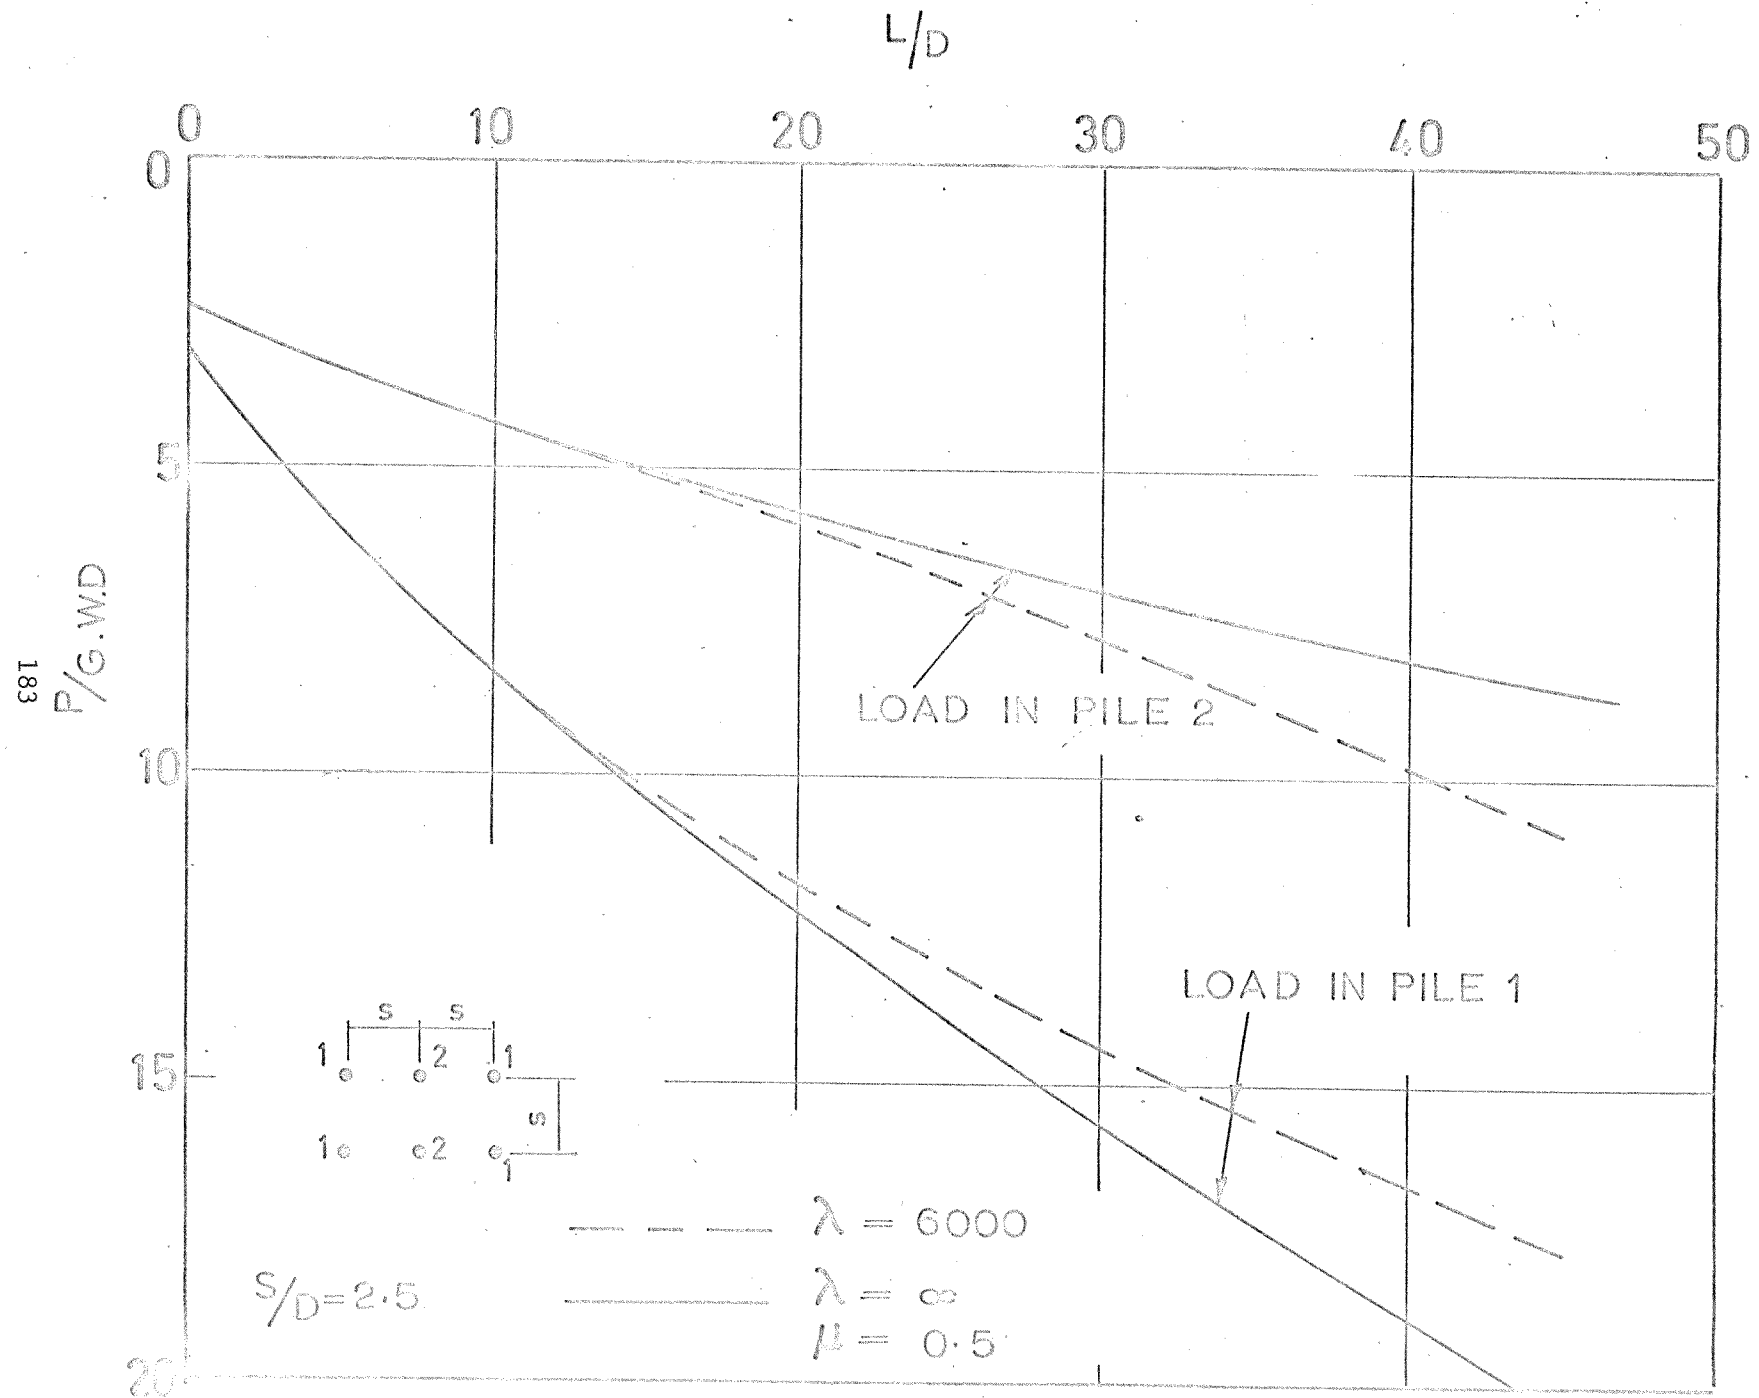 L/D
0 10 20 30 40 50
0
5
10
15
20
P/G.W.D
183
LOAD IN PILE 2
LOAD IN PILE 1
S S
1 2 1
S
1 2 1
λ = 6000
S/D=2.5
λ = ∞
μ = 0.5